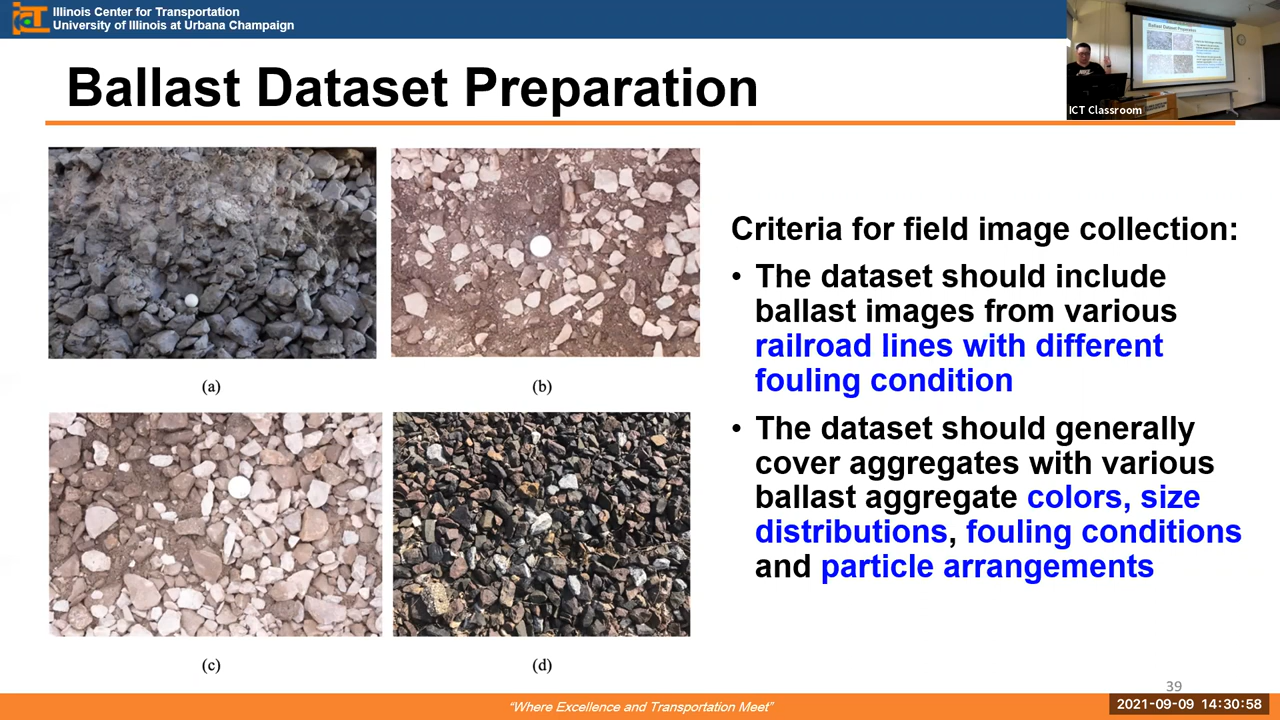 Illinois Center for Transportation
University of Illinois at Urbana Champaign
ICT Classroom
Ballast Dataset Preparation
(a)
(b)
(c)
(d)
Criteria for field image collection:
• The dataset should include
ballast images from various
railroad lines with different
fouling condition
• The dataset should generally
cover aggregates with various
ballast aggregate colors, size
distributions, fouling conditions
and particle arrangements
39
“Where Excellence and Transportation Meet”
2021-09-09 14:30:58